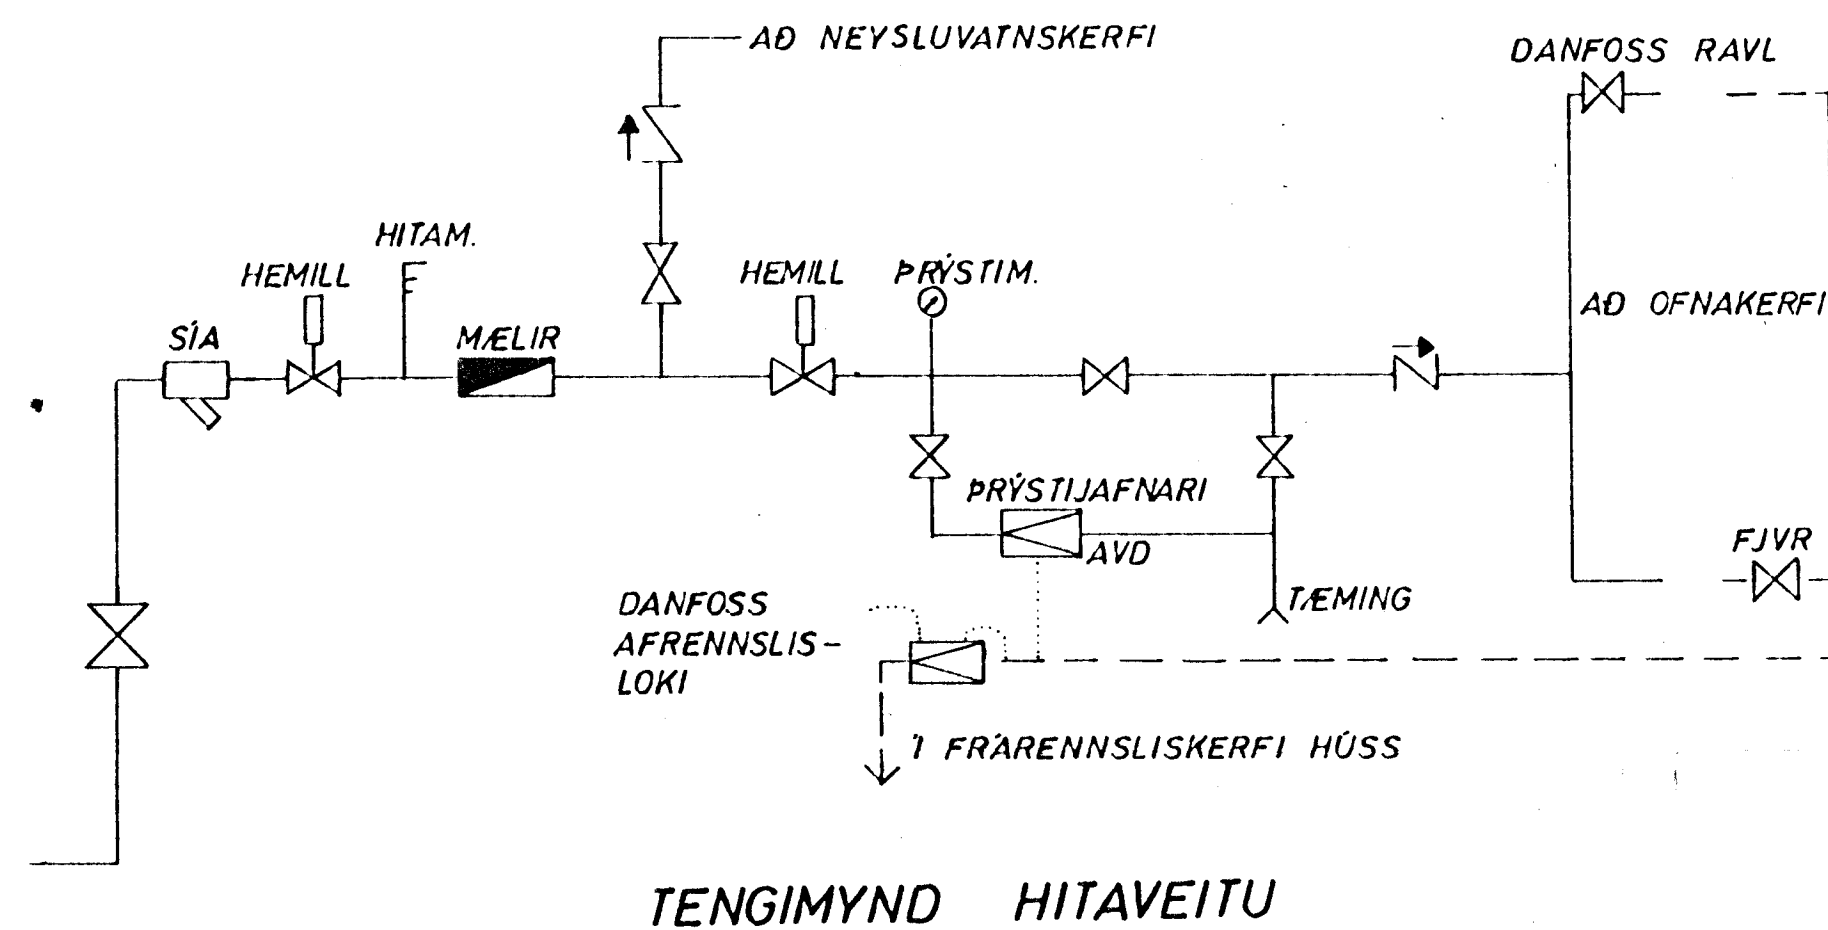 AÐ NEYSLUVATNSKERFI
DANFOSS RAVL
HITAM.
HEMILL
HEMILL
ÞRÝSTIM.
SÍA
MÆLIR
AÐ OFNAKERFI
ÞRÝSTIJAFNARI
AVD
FJVR
TÆMING
DANFOSS
AFRENNSLIS-
LOKI
Í FRÁRENNSLISKERFI HÚSS
TENGIMYND HITAVEITU